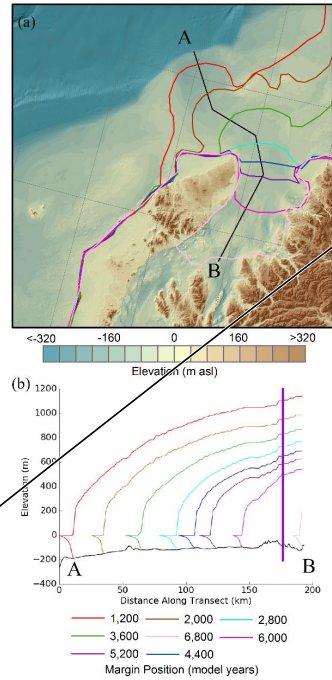 (a)
A
B
<-320 -160 0 160 >320
Elevation (m asl)
(b)
1200
1000
800
600
400
200
0
−200
−400
Elevation (m)
A
B
0 50 100 150 200
Distance Along Transect (km)
1,200 2,000 2,800
3,600 6,800 6,000
5,200 4,400
Margin Position (model years)